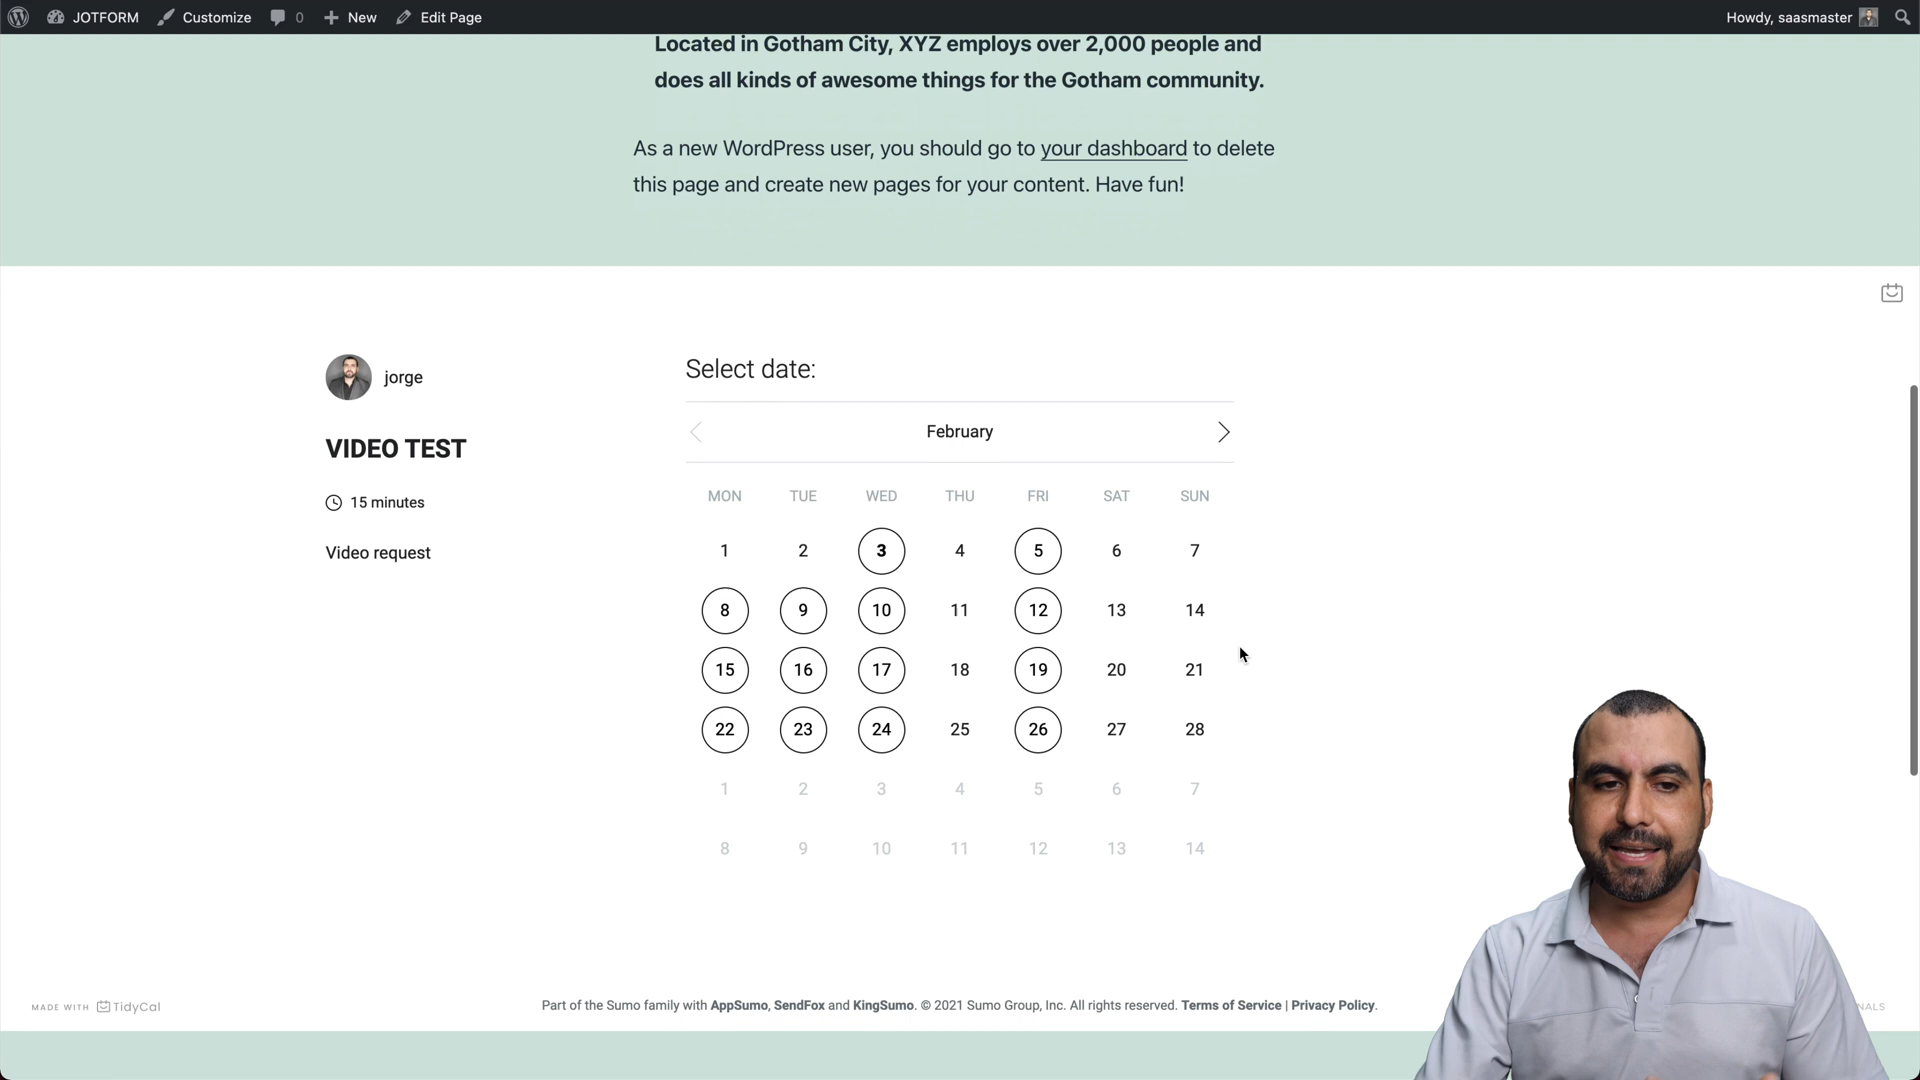 JOTFORM Customize 0 New Edit Page Howdy, saasmaster
Located in Gotham City, XYZ employs over 2,000 people and
does all kinds of awesome things for the Gotham community.
As a new WordPress user, you should go to your dashboard to delete
this page and create new pages for your content. Have fun!
jorge
VIDEO TEST
15 minutes
Video request
Select date:
February
MON TUE WED THU FRI SAT SUN
1 2 3 4 5 6 7
8 9 10 11 12 13 14
15 16 17 18 19 20 21
22 23 24 25 26 27 28
1 2 3 4 5 6 7
8 9 10 11 12 13 14
MADE WITH TidyCal
Part of the Sumo family with AppSumo, SendFox and KingSumo. © 2021 Sumo Group, Inc. All rights reserved. Terms of Service | Privacy Policy.